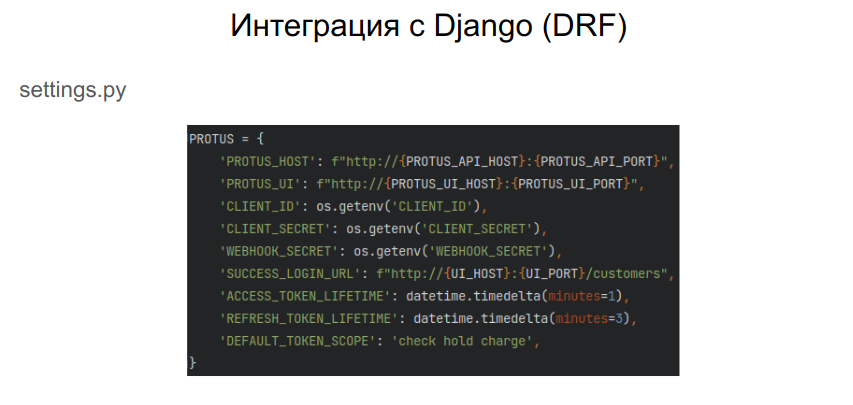 Интеграция с Django (DRF)
settings.py
PROTUS = {
    'PROTUS_HOST': f"http://{PROTUS_API_HOST}:{PROTUS_API_PORT}",
    'PROTUS_UI': f"http://{PROTUS_UI_HOST}:{PROTUS_UI_PORT}",
    'CLIENT_ID': os.getenv('CLIENT_ID'),
    'CLIENT_SECRET': os.getenv('CLIENT_SECRET'),
    'WEBHOOK_SECRET': os.getenv('WEBHOOK_SECRET'),
    'SUCCESS_LOGIN_URL': f"http://{UI_HOST}:{UI_PORT}/customers",
    'ACCESS_TOKEN_LIFETIME': datetime.timedelta(minutes=1),
    'REFRESH_TOKEN_LIFETIME': datetime.timedelta(minutes=3),
    'DEFAULT_TOKEN_SCOPE': 'check hold charge',
}